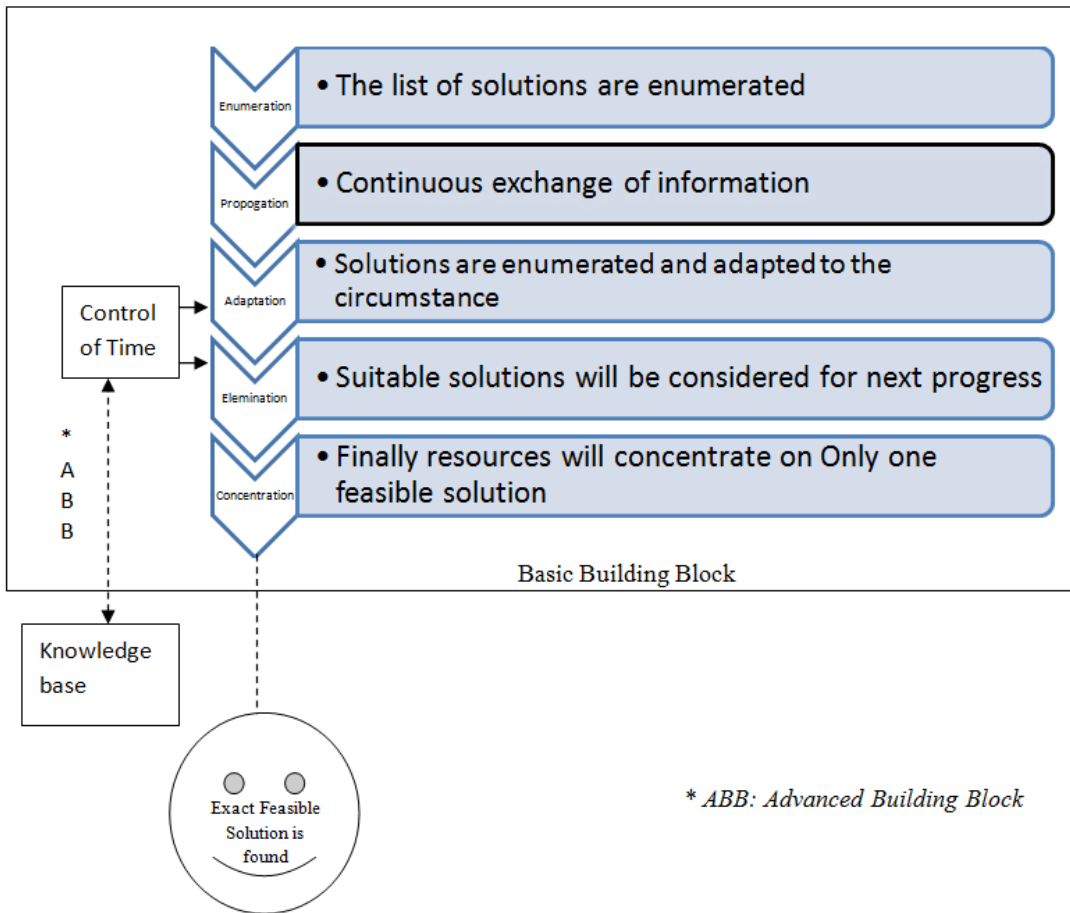 Enumeration
• The list of solutions are enumerated
Propogation
• Continuous exchange of information
Adaptation
• Solutions are enumerated and adapted to the
circumstance
Elemination
• Suitable solutions will be considered for next progress
Concentration
• Finally resources will concentrate on Only one
feasible solution
Control
of Time
*
A
B
B
Basic Building Block
Knowledge
base
Exact Feasible
Solution is
found
* ABB: Advanced Building Block